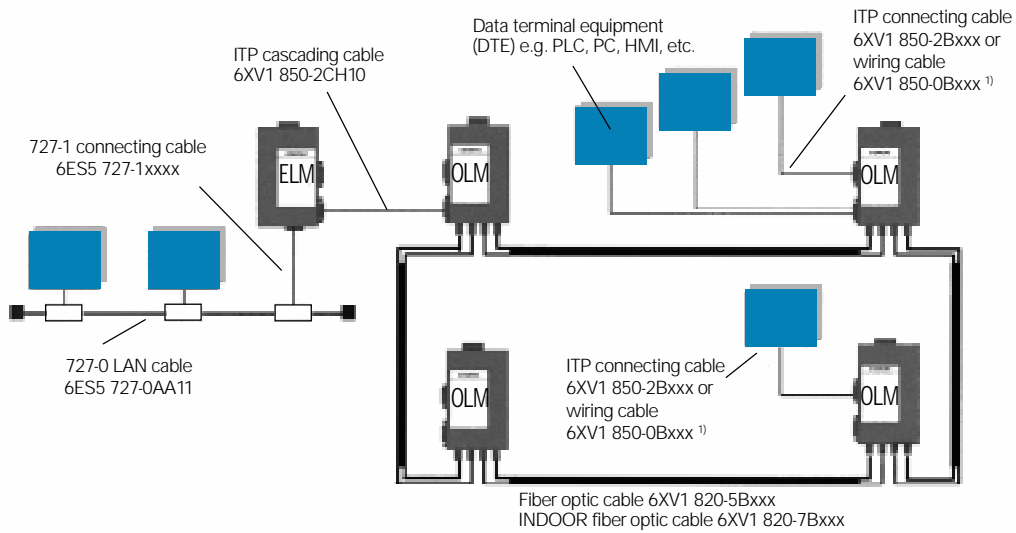 Data terminal equipment
(DTE) e.g. PLC, PC, HMI, etc.
ITP connecting cable
6XV1 850-2Bxxx or
wiring cable
6XV1 850-0Bxxx 1)
ITP cascading cable
6XV1 850-2CH10
727-1 connecting cable
6ES5 727-1xxxx
ELM
OLM
OLM
727-0 LAN cable
6ES5 727-0AA11
OLM
ITP connecting cable
6XV1 850-2Bxxx or
wiring cable
6XV1 850-0Bxxx 1)
OLM
Fiber optic cable 6XV1 820-5Bxxx
INDOOR fiber optic cable 6XV1 820-7Bxxx